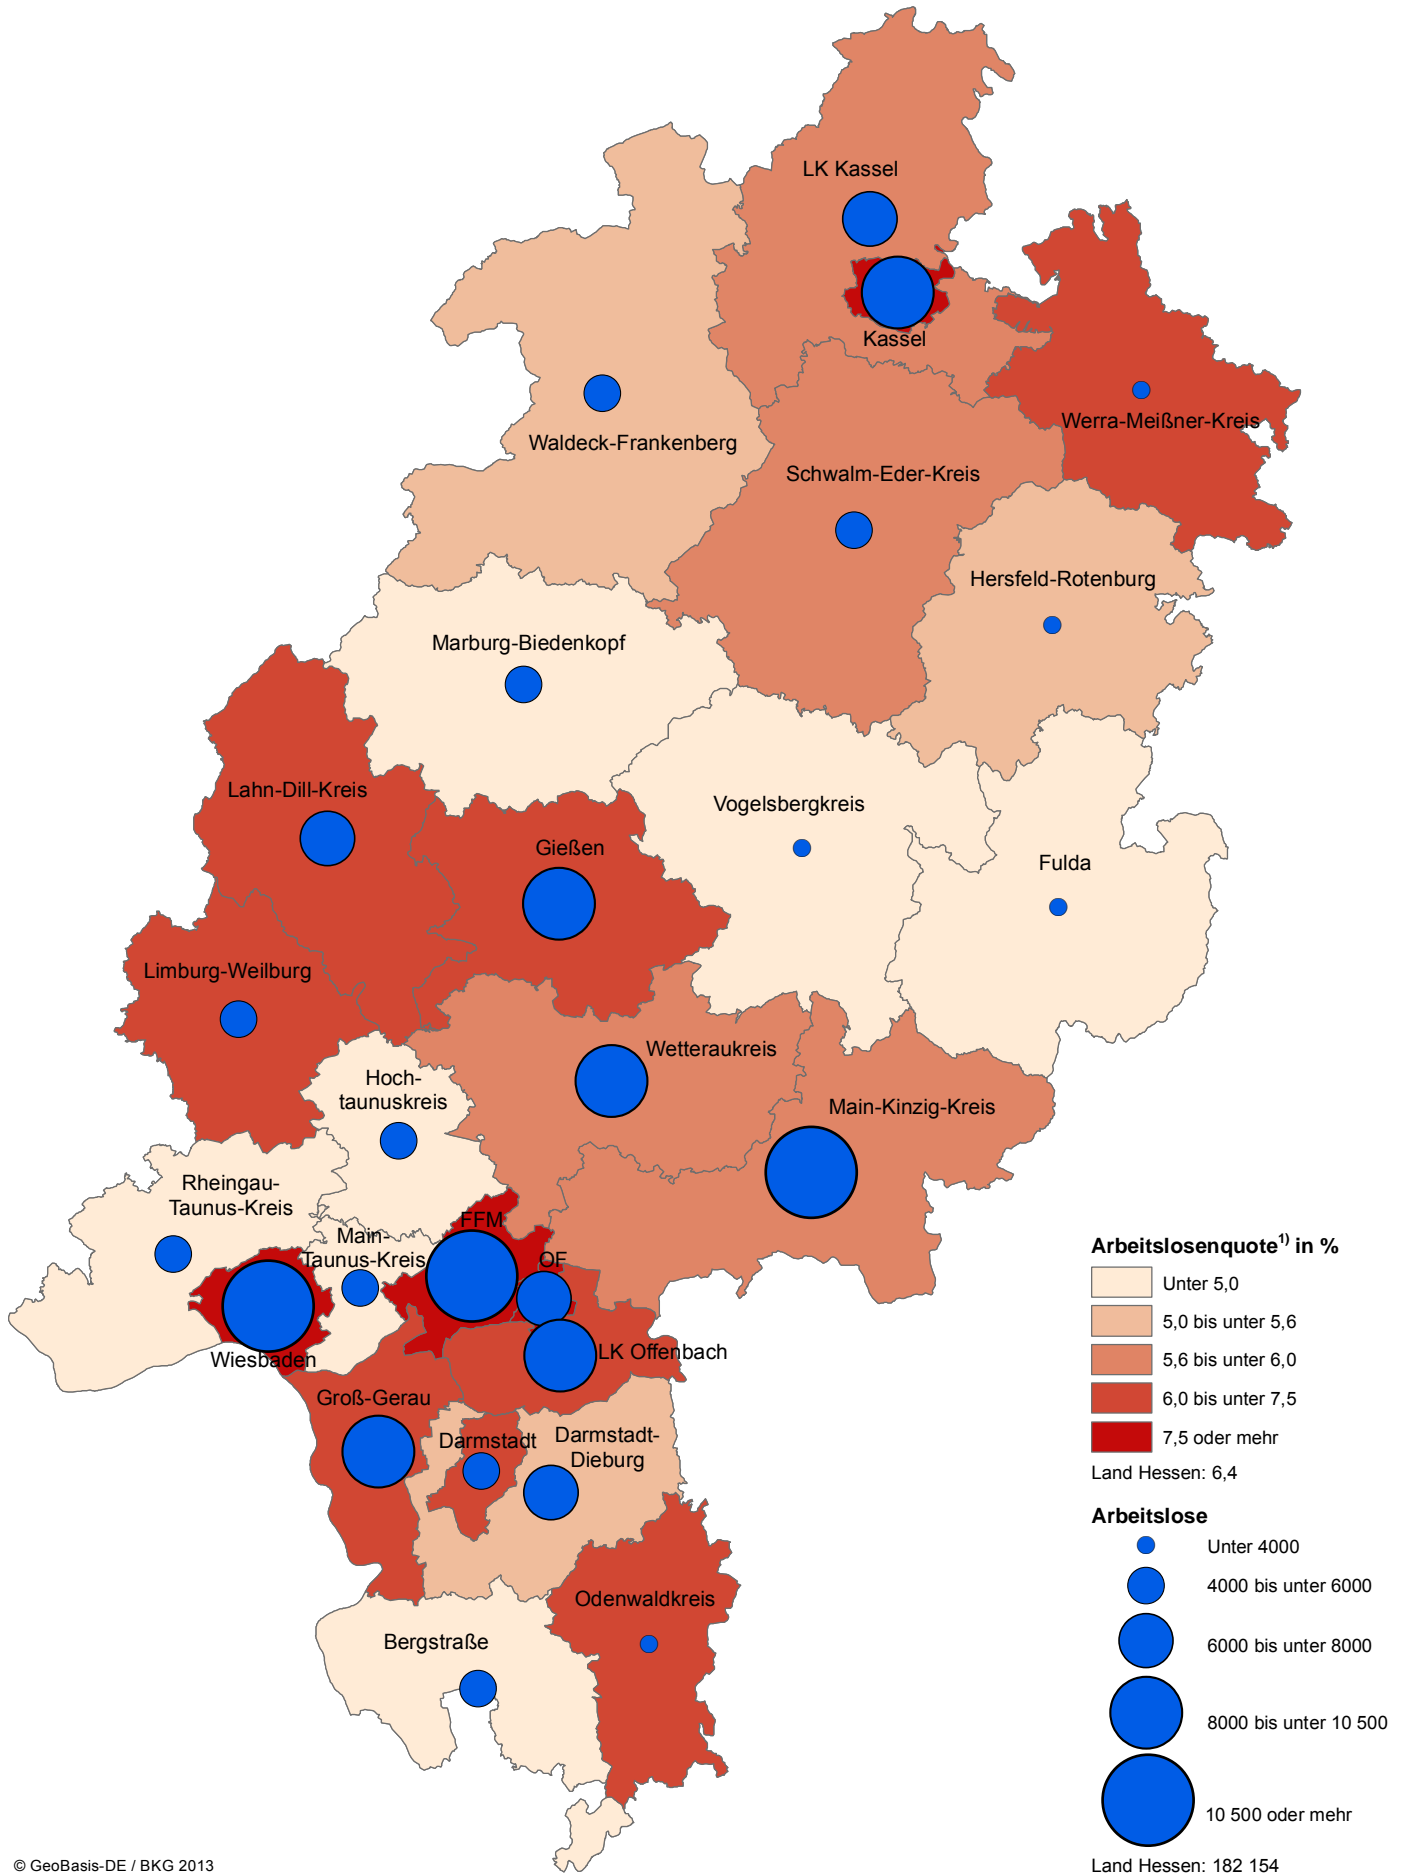 LK Kassel
Kassel
Werra-Meißner-Kreis
Waldeck-Frankenberg
Schwalm-Eder-Kreis
Hersfeld-Rotenburg
Marburg-Biedenkopf
Lahn-Dill-Kreis
Vogelsbergkreis
Gießen
Fulda
Limburg-Weilburg
Wetteraukreis
Hoch-
taunuskreis
Main-Kinzig-Kreis
Rheingau-
Taunus-Kreis
FFM
Main-
Taunus-Kreis
OF
Wiesbaden
LK Offenbach
Groß-Gerau
Darmstadt
Darmstadt-
Dieburg
Odenwaldkreis
Bergstraße
Arbeitslosenquote1) in %
Unter 5,0
5,0 bis unter 5,6
5,6 bis unter 6,0
6,0 bis unter 7,5
7,5 oder mehr
Land Hessen: 6,4
Arbeitslose
Unter 4000
4000 bis unter 6000
6000 bis unter 8000
8000 bis unter 10 500
10 500 oder mehr
Land Hessen: 182 154
© GeoBasis-DE / BKG 2013